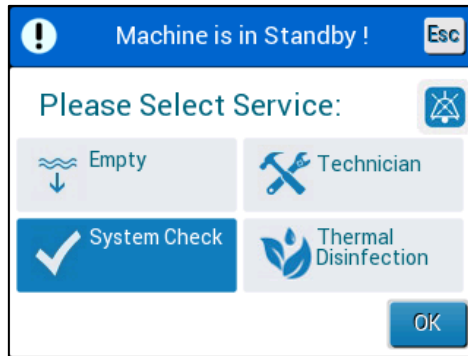 Machine is in Standby !
Esc
Please Select Service:
Empty
Technician
System Check
Thermal
Disinfection
OK